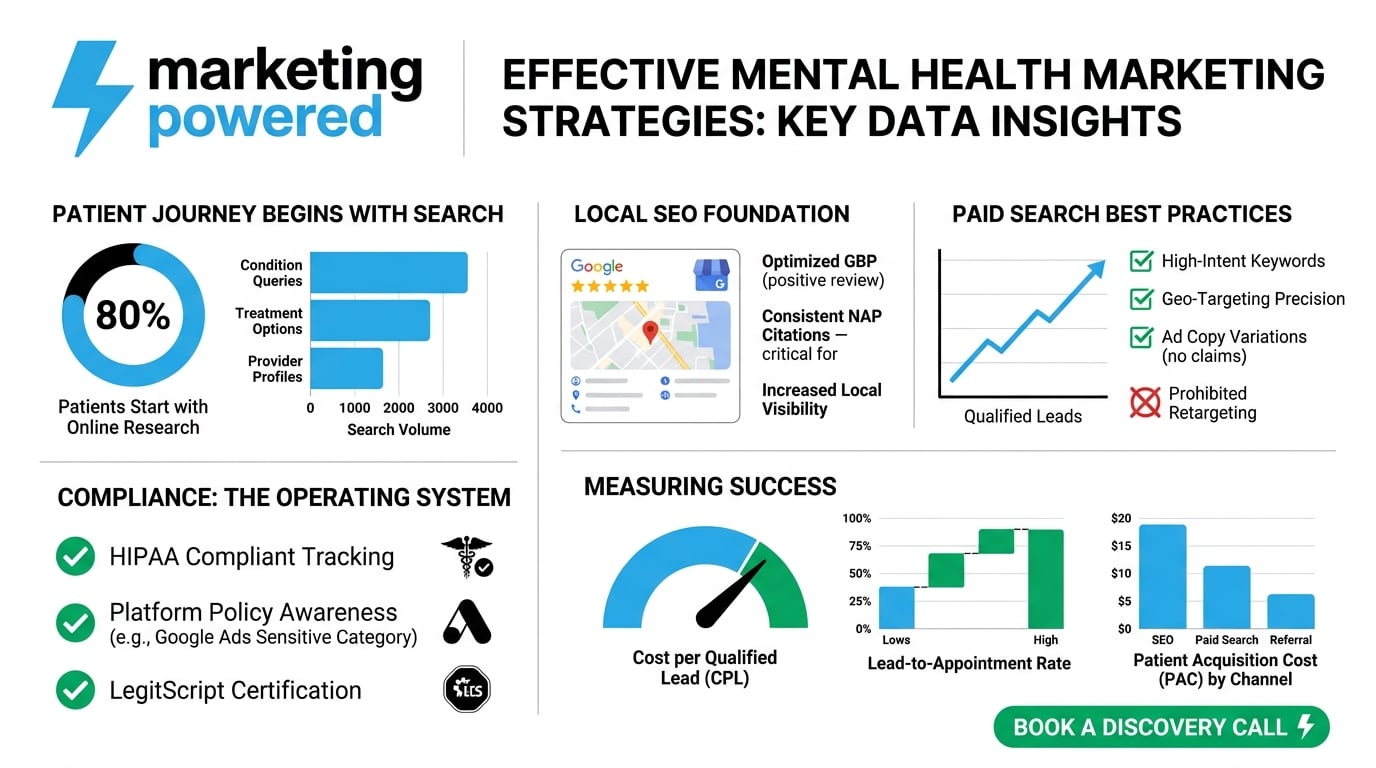 marketing
powered
EFFECTIVE MENTAL HEALTH MARKETING
STRATEGIES: KEY DATA INSIGHTS
PATIENT JOURNEY BEGINS WITH SEARCH
80%
Patients Start with
Online Research
Condition
Queries
Treatment
Options
Provider
Profiles
0 1000 2000 3000 4000
Search Volume
LOCAL SEO FOUNDATION
Google
G
Optimized GBP
(positive review)
Consistent NAP
Citations —
critical for
Increased Local
Visibility
PAID SEARCH BEST PRACTICES
Qualified Leads
High-Intent Keywords
Geo-Targeting Precision
Ad Copy Variations
(no claims)
Prohibited
Retargeting
COMPLIANCE: THE OPERATING SYSTEM
HIPAA Compliant Tracking
Platform Policy Awareness
(e.g., Google Ads Sensitive Category)
LegitScript Certification
MEASURING SUCCESS
Cost per Qualified
Lead (CPL)
100%
75%
50%
25%
0%
Lows High
Lead-to-Appointment Rate
$20
$15
$10
$5
$0
SEO Paid Search Referral
Patient Acquisition Cost
(PAC) by Channel
BOOK A DISCOVERY CALL